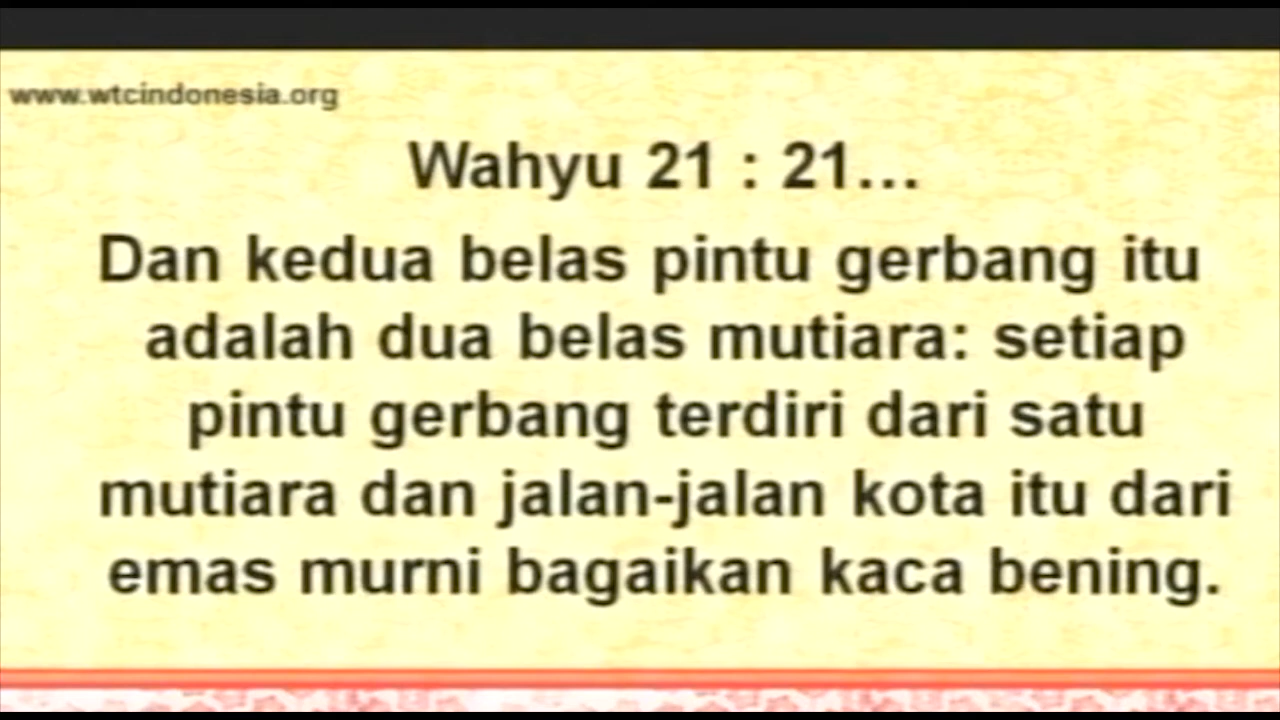 www.wtcindonesia.org
Wahyu 21 : 21...
Dan kedua belas pintu gerbang itu
adalah dua belas mutiara: setiap
pintu gerbang terdiri dari satu
mutiara dan jalan-jalan kota itu dari
emas murni bagaikan kaca bening.